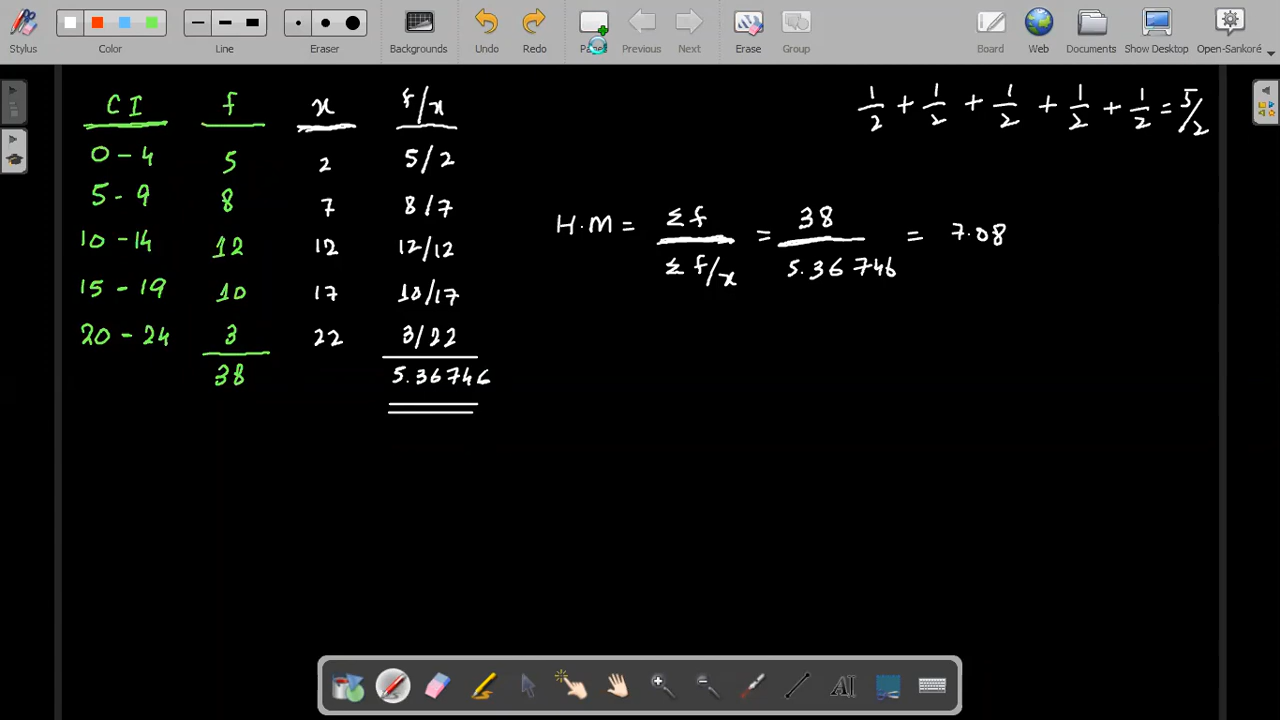 Stylus Color Line Eraser Backgrounds Undo Redo Pages Previous Next Erase Group Board Web Documents Show Desktop Open-Sankoré
CI f x f/x
0 - 4 5 2 5/2
5 - 9 8 7 8/7
10 - 14 12 12 12/12
15 - 19 10 17 10/17
20 - 24 3 22 3/22
38 5.36746
1/2 + 1/2 + 1/2 + 1/2 + 1/2 = 5/2
H.M = Σf / Σf/x = 38 / 5.36746 = 7.08
AI